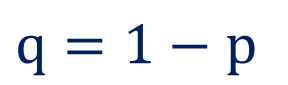 q = 1 − p